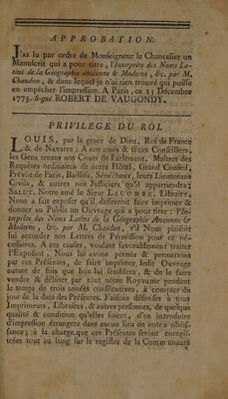 APPROBATION.
J'AI lu par ordre de Monseigneur le Chancelier un
Manuscrit qui a pour titre, l'Interprète des Noms La-
tins de la Géographie ancienne & Moderne, &c. par M.
Chaudon, & dans lequel je n'ai rien trouvé qui puisse
en empêcher l'impression. A Paris, ce 13 Décembre
1773. Signé ROBERT DE VAUGONDY.
PRIVILEGE DU ROI.
LOUIS, par la grace de Dieu, Roi de France
& de Navarre : A nos amés & féaux Conseillers,
les Gens tenans nos Cours de Parlement, Maîtres des
Requêtes ordinaires de notre Hôtel, Grand Conseil,
Prévôt de Paris, Baillifs, Sénéchaux, leurs Lieutenans
Civils, & autres nos Justiciers qu'il appartiendra;
SALUT. Notre amé le Sieur LACOMBE, Libraire,
Nous a fait exposer qu'il desireroit faire imprimer &
donner au Public un Ouvrage qui a pour titre : l'In-
terprète des Noms Latins de la Géographie Ancienne &
Moderne, &c. par M. Chaudon, s'il Nous plaisoit
lui accorder nos Lettres de Permission pour ce né-
cessaires. A ces causes, voulant favorablement traiter
l'Exposant, Nous lui avons permis & permettons
par ces Présentes, de faire imprimer ledit Ouvrage
autant de fois que bon lui semblera, & de le faire
vendre & débiter par tout notre Royaume pendant
le temps de trois années consécutives, à compter du
jour de la date des Présentes. Faisons défenses à tous
Imprimeurs, Libraires, & autres personnes, de quelque
qualité & condition qu'elles soient, d'en introduire
d'impression étrangere dans aucun lieu de notre obéis-
sance; à la charge que ces Présentes seront enregis-
trées tout au long sur le registre de la Communauté